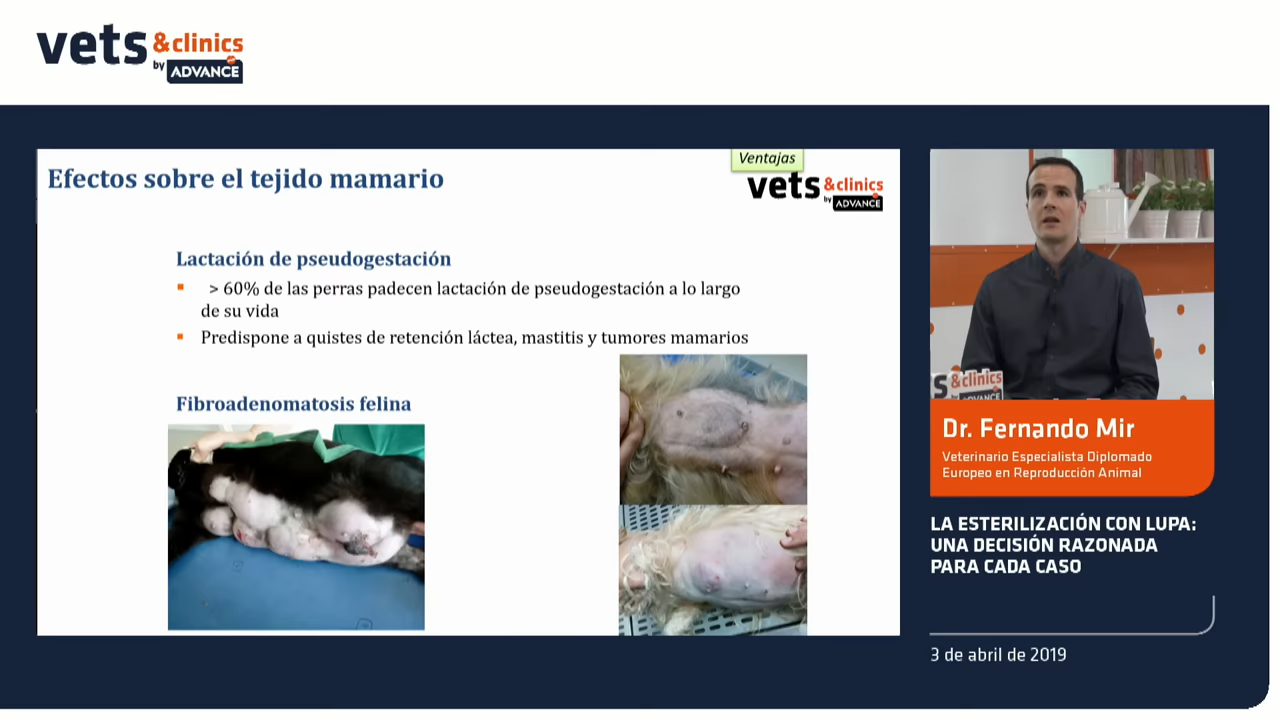 vets &clinics
by ADVANCE
Ventajas
Efectos sobre el tejido mamario
vets &clinics
by ADVANCE
Lactación de pseudogestación
▪ > 60% de las perras padecen lactación de pseudogestación a lo largo
de su vida
▪ Predispone a quistes de retención láctea, mastitis y tumores mamarios
Fibroadenomatosis felina
s &clinics
ADVANCE
Dr. Fernando Mir
Veterinario Especialista Diplomado
Europeo en Reproducción Animal
LA ESTERILIZACIÓN CON LUPA:
UNA DECISIÓN RAZONADA
PARA CADA CASO
3 de abril de 2019